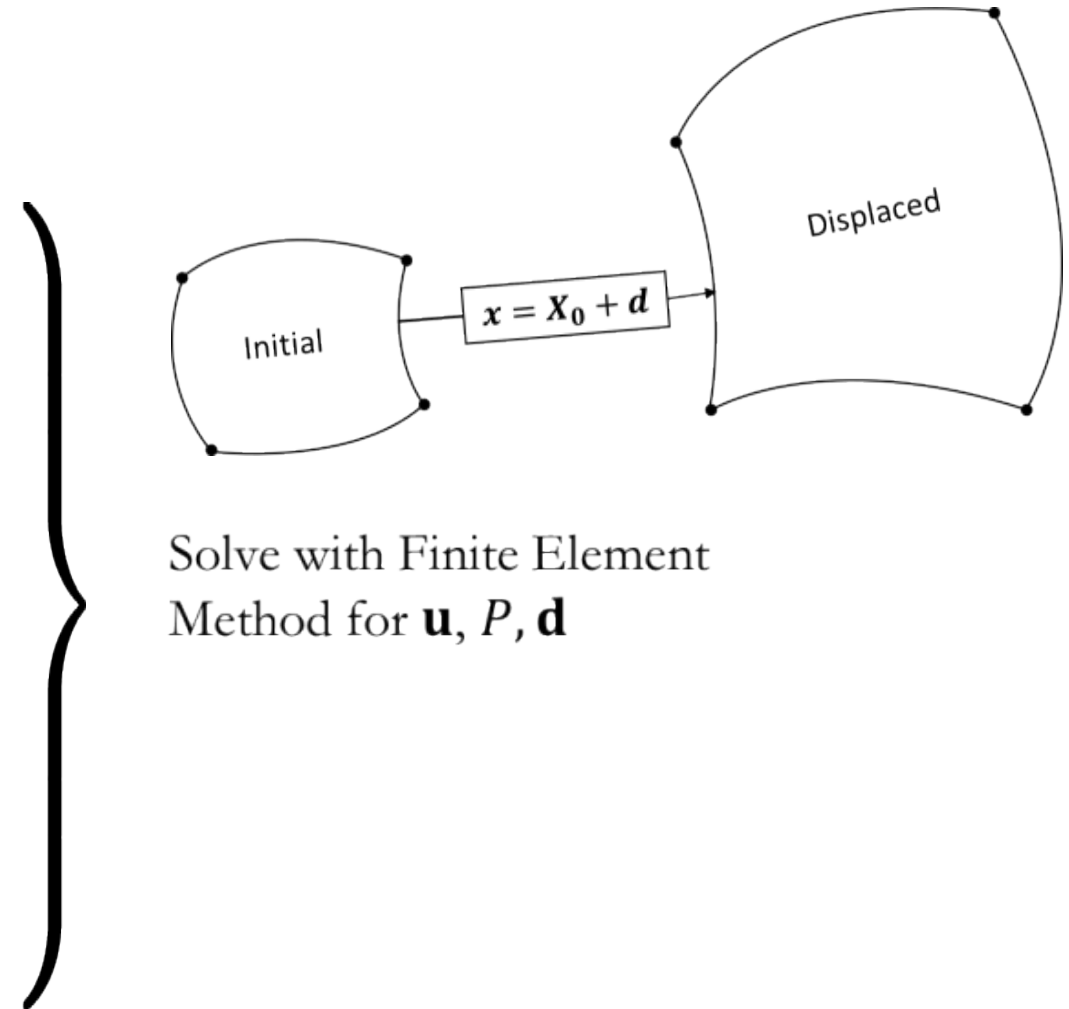 Displaced
Initial
x = X₀ + d
Solve with Finite Element
Method for u, P, d